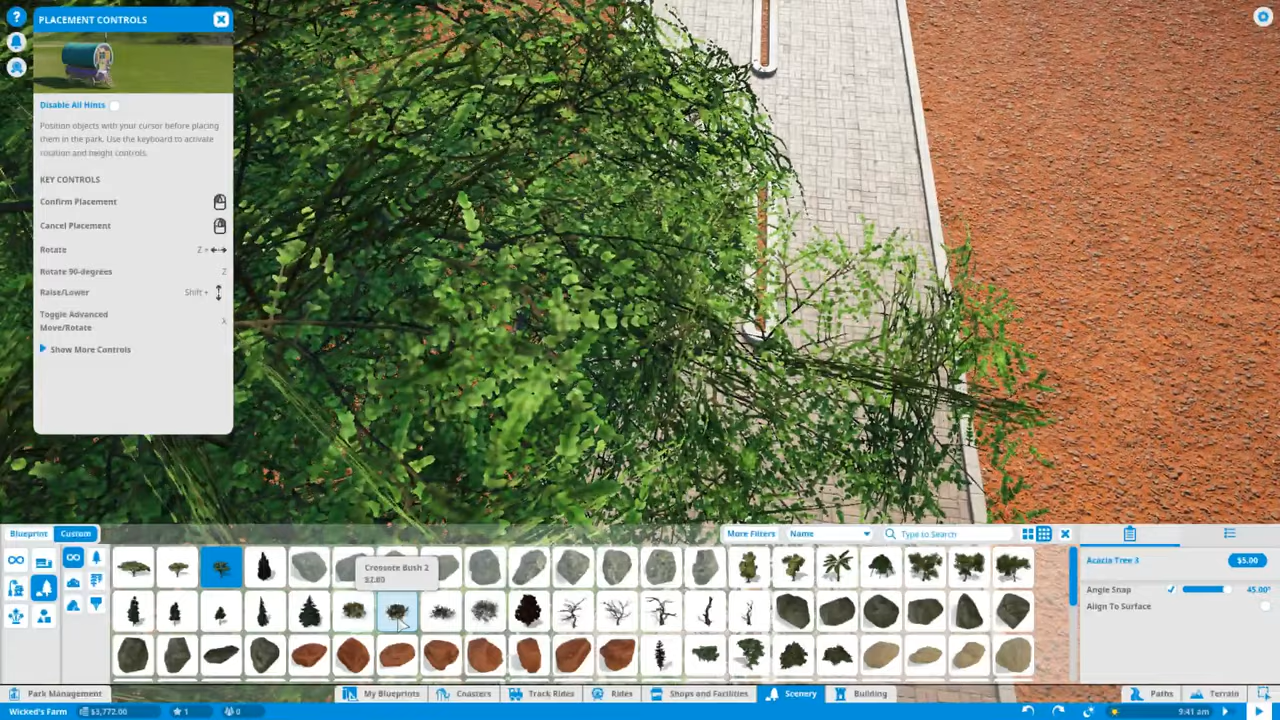 ?
PLACEMENT CONTROLS
Disable All Hints
Position objects with your cursor before placing
them in the park. Use the keyboard to activate
rotation and height controls.
KEY CONTROLS
Confirm Placement
Cancel Placement
Rotate Z +
Rotate 90-degrees Z
Raise/Lower Shift +
Toggle Advanced
Move/Rotate X
Show More Controls
Blueprint Custom More Filters Name Type to Search
Creosote Bush 2
$2.80
Acacia Tree 3 $5.00
Angle Snap 45.00°
Align To Surface
Park Management My Blueprints Coasters Track Rides Rides Shops and Facilities Scenery Building Paths Terrain
Wicked's Farm $3,772.00 1 0 9:41 am